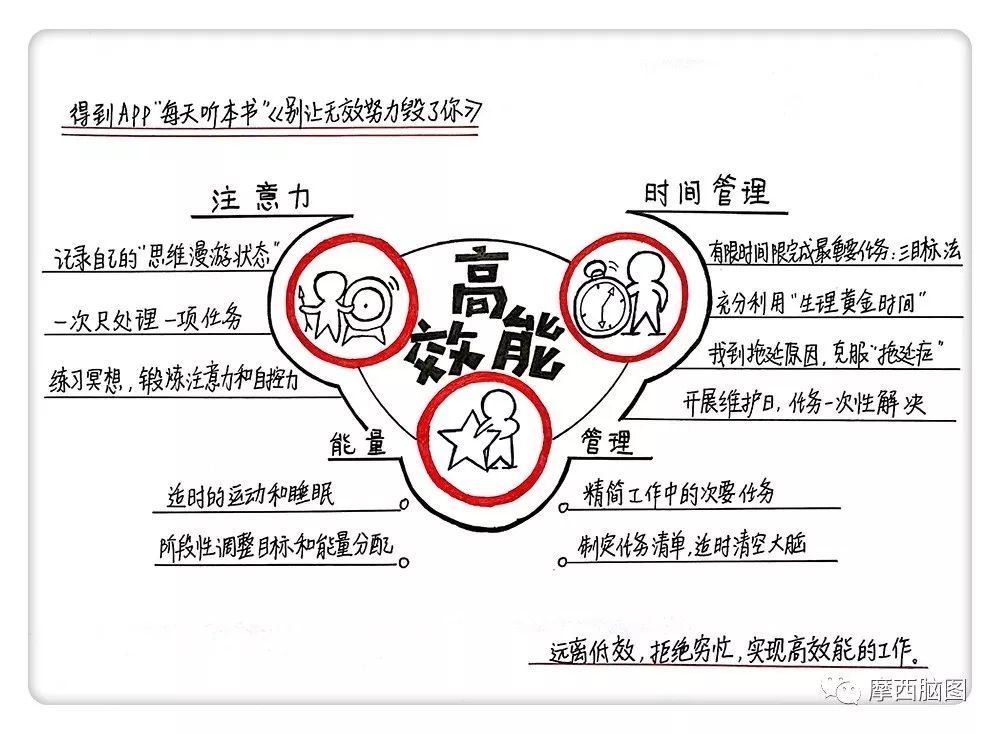 得到APP"每天听本书"《别让无效努力毁了你》
注意力
记录自己的"思维漫游状态"
一次只处理一项任务
练习冥想，锻炼注意力和自控力
高
效能
时间管理
有限时间限完成最重要任务：三目标法
充分利用"生理黄金时间"
找到拖延原因，克服"拖延症"
开展维护日，任务一次性解决
能量 管理
适时的运动和睡眠
阶段性调整目标和能量分配
精简工作中的次要任务
制定任务清单，适时清空大脑
远离低效，拒绝穷忙，实现高效能的工作。
摩西脑图